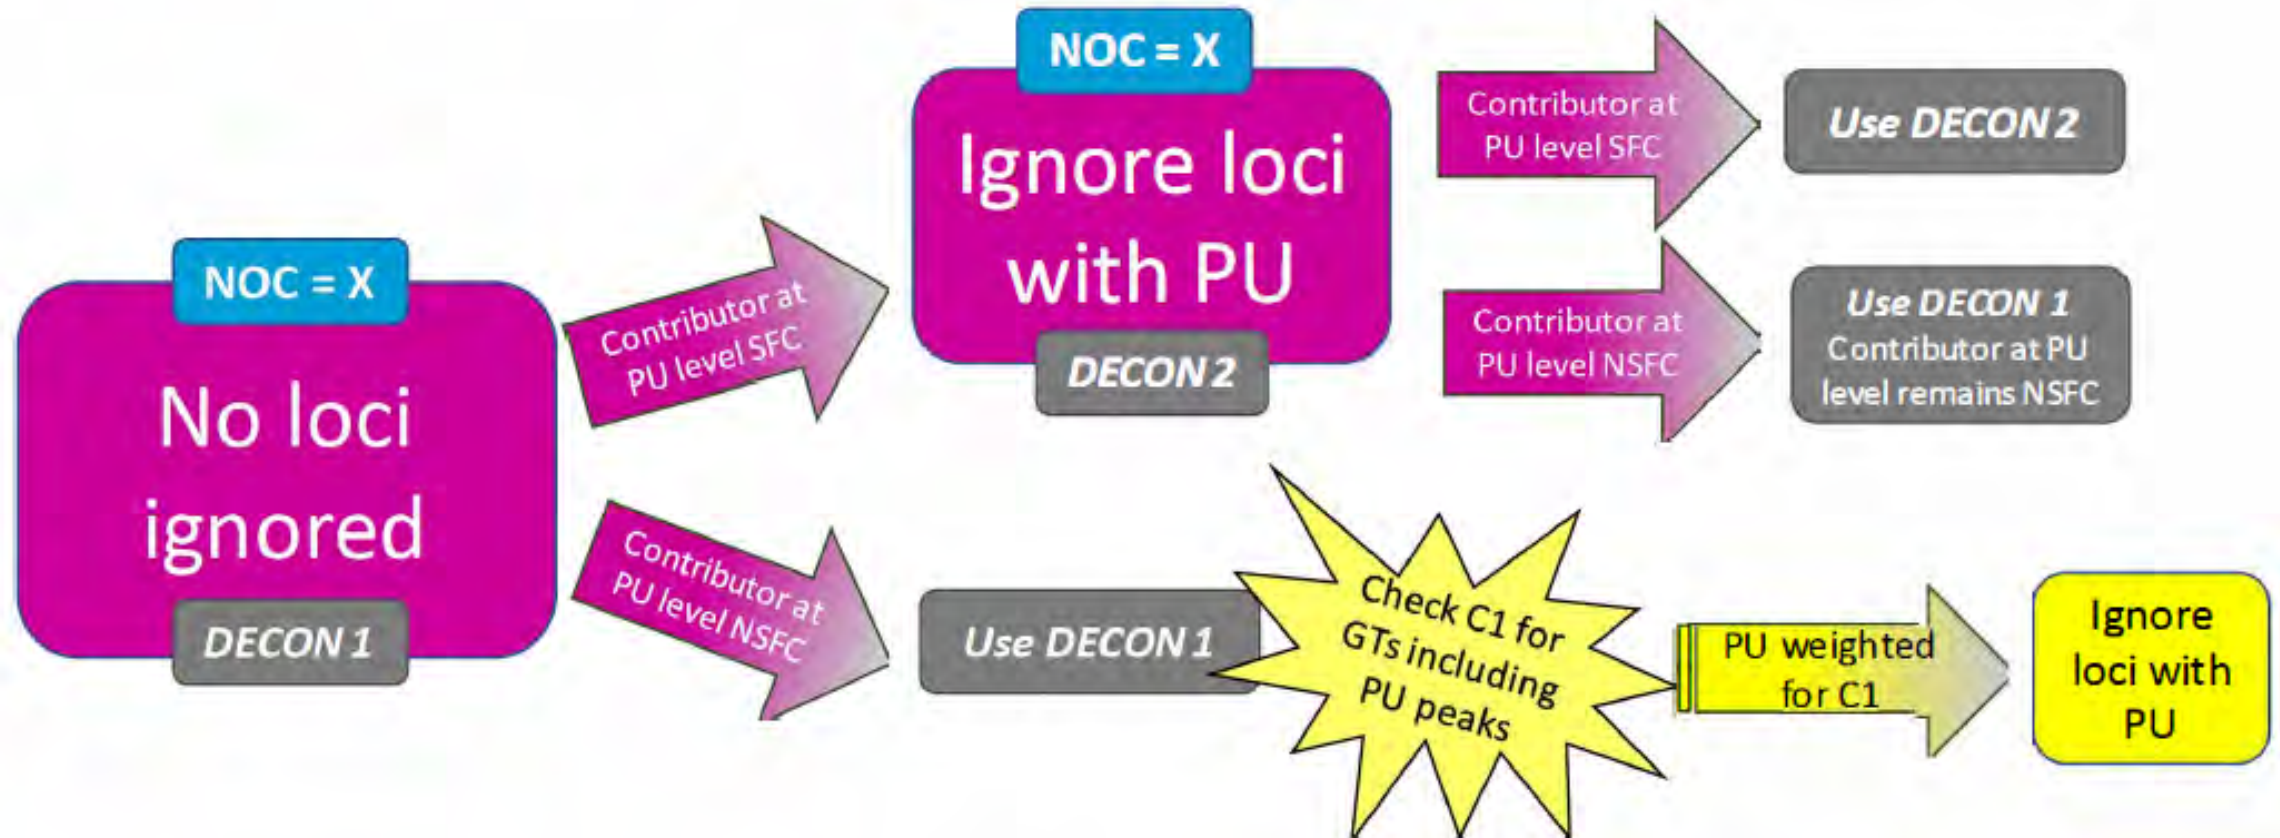 NOC = X
No loci
ignored
DECON 1
Contributor at
PU level SFC
Contributor at
PU level NSFC
NOC = X
Ignore loci
with PU
DECON 2
Contributor at
PU level SFC
Use DECON 2
Contributor at
PU level NSFC
Use DECON 1
Contributor at PU
level remains NSFC
Use DECON 1
Check C1 for
GTs including
PU peaks
PU weighted
for C1
Ignore
loci with
PU